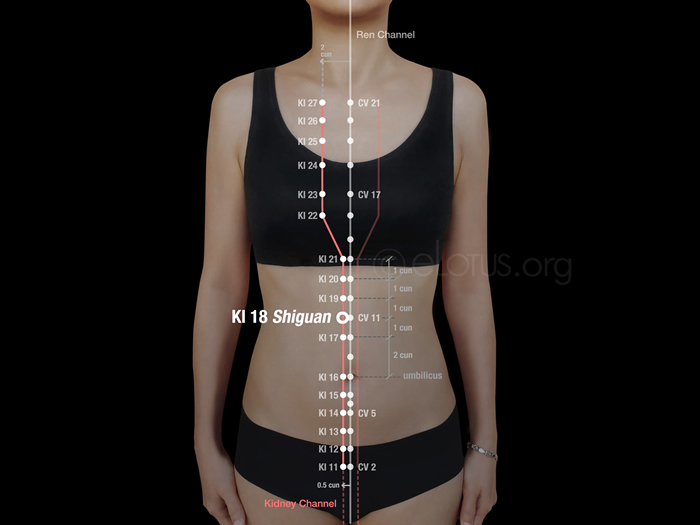 Ren Channel
2
cun
KI 27
CV 21
KI 26
KI 25
KI 24
KI 23
CV 17
KI 22
KI 21
© eLotus.org
1 cun
KI 20
1 cun
KI 19
1 cun
KI 18 Shiguan
CV 11
1 cun
KI 17
2 cun
KI 16
umbilicus
KI 15
KI 14
CV 5
KI 13
KI 12
KI 11
CV 2
0.5 cun
Kidney Channel